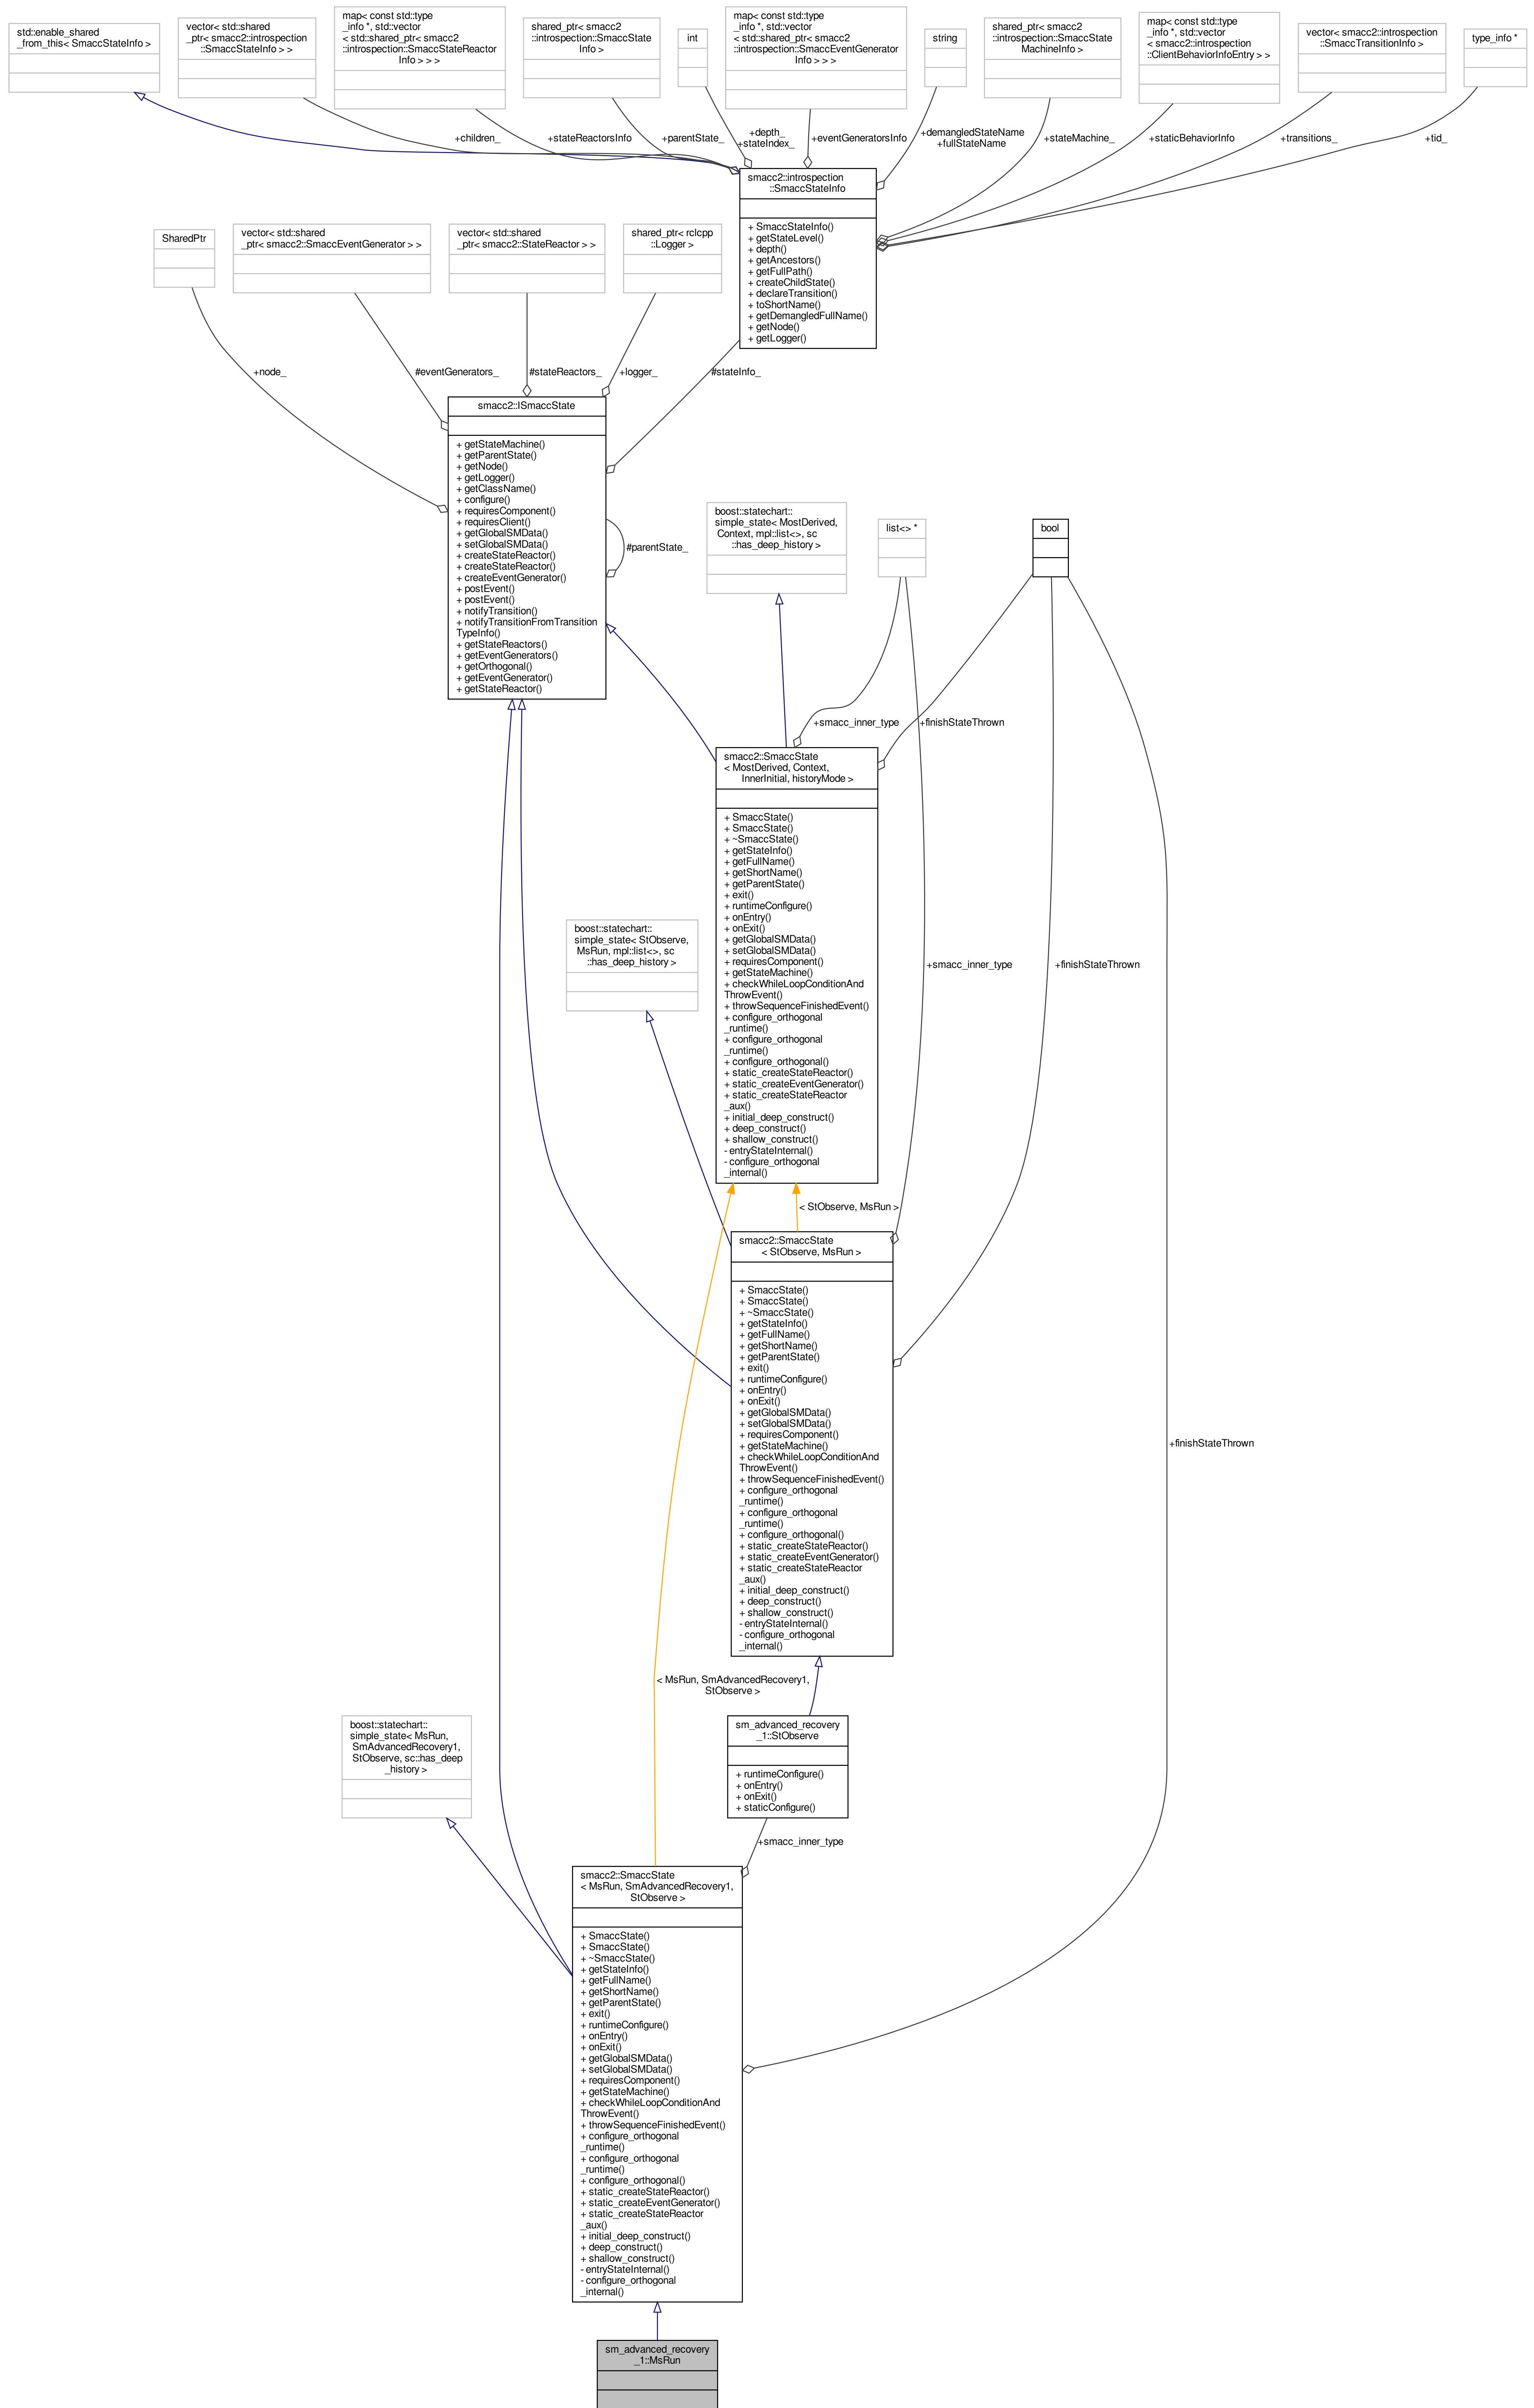 std::enable_shared
_from_this< SmaccStateInfo >
vector< std::shared
_ptr< smacc2::introspection
::SmaccStateInfo > >
map< const std::type
_info *, std::vector
< std::shared_ptr< smacc2
::introspection::SmaccStateReactor
Info > > >
shared_ptr< smacc2
::introspection::SmaccState
Info >
int
map< const std::type
_info *, std::vector
< std::shared_ptr< smacc2
::introspection::SmaccEventGenerator
Info > > >
string
shared_ptr< smacc2
::introspection::SmaccState
MachineInfo >
map< const std::type
_info *, std::vector
< smacc2::introspection
::ClientBehaviorInfoEntry > >
vector< smacc2::introspection
::SmaccTransitionInfo >
type_info *
+children_
+stateReactorsInfo
+parentState_
+depth_
+stateIndex_
+eventGeneratorsInfo
+demangledStateName
+fullStateName
+stateMachine_
+staticBehaviorInfo
+transitions_
+tid_
smacc2::introspection
::SmaccStateInfo
+ SmaccStateInfo()
+ getStateLevel()
+ depth()
+ getAncestors()
+ getFullPath()
+ createChildState()
+ declareTransition()
+ toShortName()
+ getDemangledFullName()
+ getNode()
+ getLogger()
SharedPtr
vector< std::shared
_ptr< smacc2::SmaccEventGenerator > >
vector< std::shared
_ptr< smacc2::StateReactor > >
shared_ptr< rclcpp
::Logger >
+node_
#eventGenerators_
#stateReactors_
+logger_
#stateInfo_
smacc2::ISmaccState
+ getStateMachine()
+ getParentState()
+ getNode()
+ getLogger()
+ getClassName()
+ configure()
+ requiresComponent()
+ requiresClient()
+ getGlobalSMData()
+ setGlobalSMData()
+ createStateReactor()
+ createStateReactor()
+ createEventGenerator()
+ postEvent()
+ postEvent()
+ notifyTransition()
+ notifyTransitionFromTransition
TypeInfo()
+ getStateReactors()
+ getEventGenerators()
+ getOrthogonal()
+ getEventGenerator()
+ getStateReactor()
#parentState_
boost::statechart::
simple_state< MostDerived,
Context, mpl::list<>, sc
::has_deep_history >
list<> *
bool
+smacc_inner_type
+finishStateThrown
smacc2::SmaccState
< MostDerived, Context,
InnerInitial, historyMode >
+ SmaccState()
+ SmaccState()
+ ~SmaccState()
+ getStateInfo()
+ getFullName()
+ getShortName()
+ getParentState()
+ exit()
+ runtimeConfigure()
+ onEntry()
+ onExit()
+ getGlobalSMData()
+ setGlobalSMData()
+ requiresComponent()
+ getStateMachine()
+ checkWhileLoopConditionAnd
ThrowEvent()
+ throwSequenceFinishedEvent()
+ configure_orthogonal
_runtime()
+ configure_orthogonal
_runtime()
+ configure_orthogonal()
+ static_createStateReactor()
+ static_createEventGenerator()
+ static_createStateReactor
_aux()
+ initial_deep_construct()
+ deep_construct()
+ shallow_construct()
- entryStateInternal()
- configure_orthogonal
_internal()
boost::statechart::
simple_state< StObserve,
MsRun, mpl::list<>, sc
::has_deep_history >
+smacc_inner_type
+finishStateThrown
< StObserve, MsRun >
smacc2::SmaccState
< StObserve, MsRun >
+ SmaccState()
+ SmaccState()
+ ~SmaccState()
+ getStateInfo()
+ getFullName()
+ getShortName()
+ getParentState()
+ exit()
+ runtimeConfigure()
+ onEntry()
+ onExit()
+ getGlobalSMData()
+ setGlobalSMData()
+ requiresComponent()
+ getStateMachine()
+ checkWhileLoopConditionAnd
ThrowEvent()
+ throwSequenceFinishedEvent()
+ configure_orthogonal
_runtime()
+ configure_orthogonal
_runtime()
+ configure_orthogonal()
+ static_createStateReactor()
+ static_createEventGenerator()
+ static_createStateReactor
_aux()
+ initial_deep_construct()
+ deep_construct()
+ shallow_construct()
- entryStateInternal()
- configure_orthogonal
_internal()
+finishStateThrown
< MsRun, SmAdvancedRecovery1,
StObserve >
boost::statechart::
simple_state< MsRun,
SmAdvancedRecovery1,
StObserve, sc::has_deep
_history >
sm_advanced_recovery
_1::StObserve
+ runtimeConfigure()
+ onEntry()
+ onExit()
+ staticConfigure()
+smacc_inner_type
smacc2::SmaccState
< MsRun, SmAdvancedRecovery1,
StObserve >
+ SmaccState()
+ SmaccState()
+ ~SmaccState()
+ getStateInfo()
+ getFullName()
+ getShortName()
+ getParentState()
+ exit()
+ runtimeConfigure()
+ onEntry()
+ onExit()
+ getGlobalSMData()
+ setGlobalSMData()
+ requiresComponent()
+ getStateMachine()
+ checkWhileLoopConditionAnd
ThrowEvent()
+ throwSequenceFinishedEvent()
+ configure_orthogonal
_runtime()
+ configure_orthogonal
_runtime()
+ configure_orthogonal()
+ static_createStateReactor()
+ static_createEventGenerator()
+ static_createStateReactor
_aux()
+ initial_deep_construct()
+ deep_construct()
+ shallow_construct()
- entryStateInternal()
- configure_orthogonal
_internal()
sm_advanced_recovery
_1::MsRun